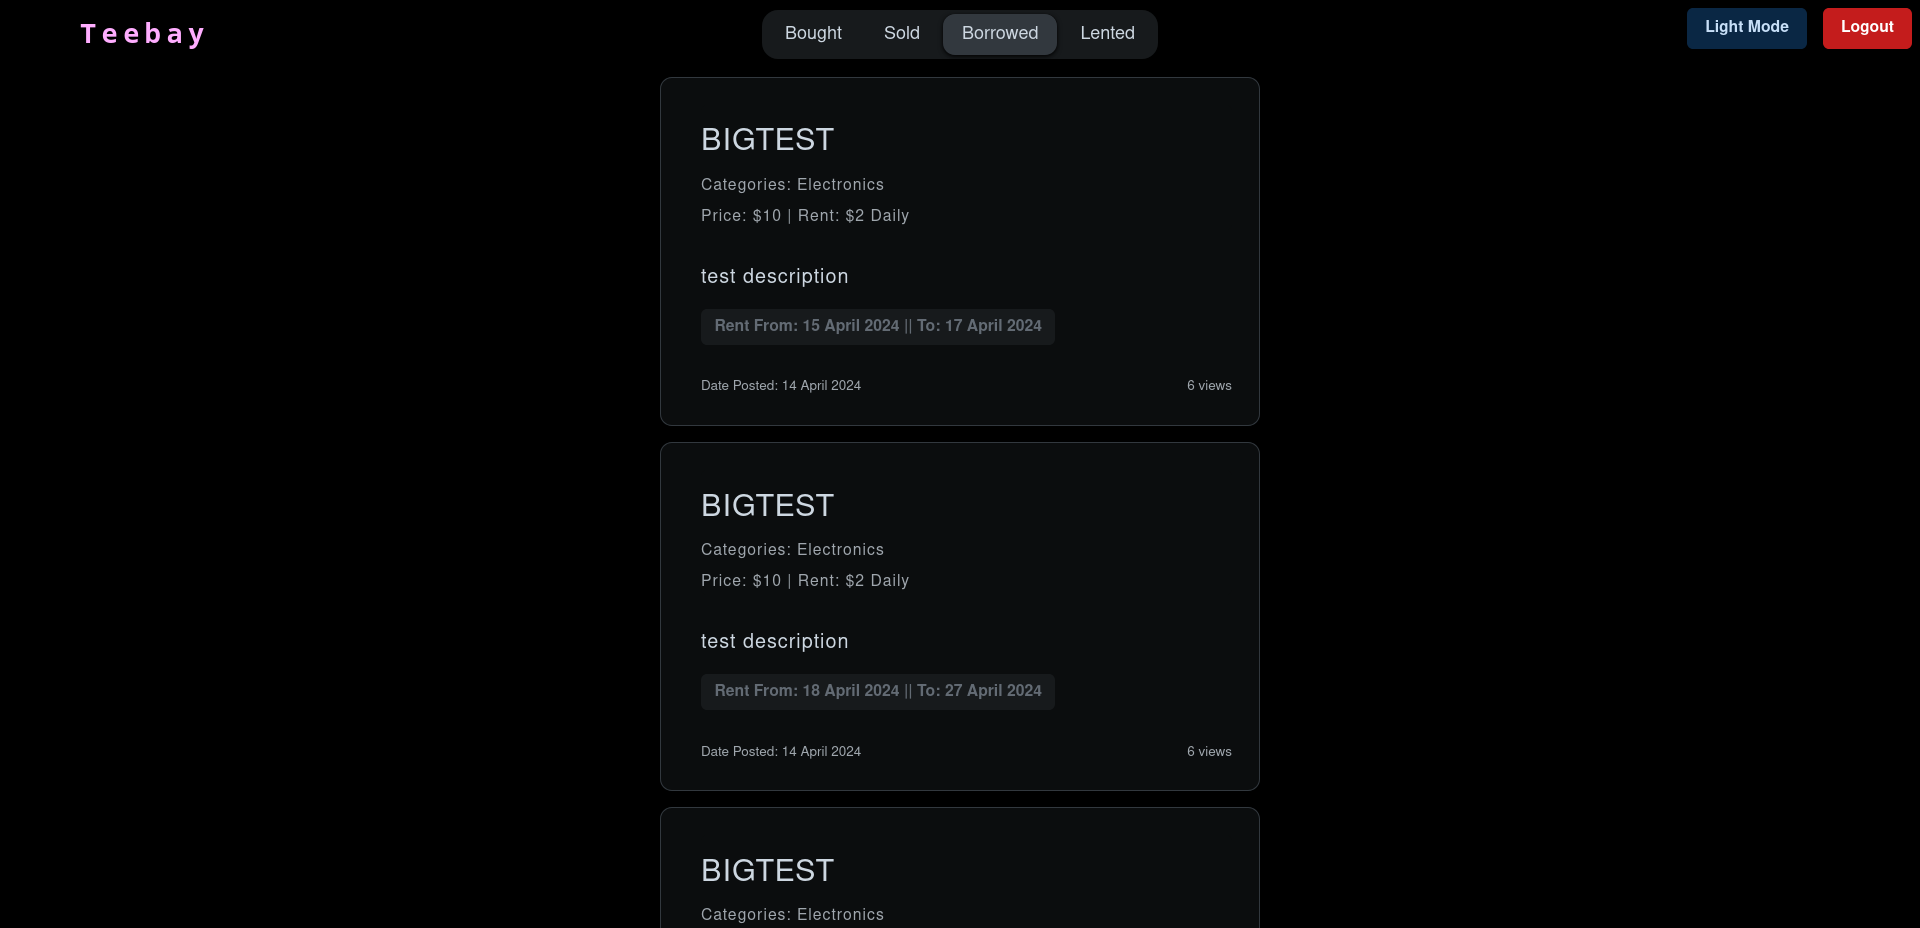 Teebay
Bought Sold Borrowed Lented
Light Mode Logout
BIGTEST
Categories: Electronics
Price: $10 | Rent: $2 Daily
test description
Rent From: 15 April 2024 || To: 17 April 2024
Date Posted: 14 April 2024 6 views
BIGTEST
Categories: Electronics
Price: $10 | Rent: $2 Daily
test description
Rent From: 18 April 2024 || To: 27 April 2024
Date Posted: 14 April 2024 6 views
BIGTEST
Categories: Electronics